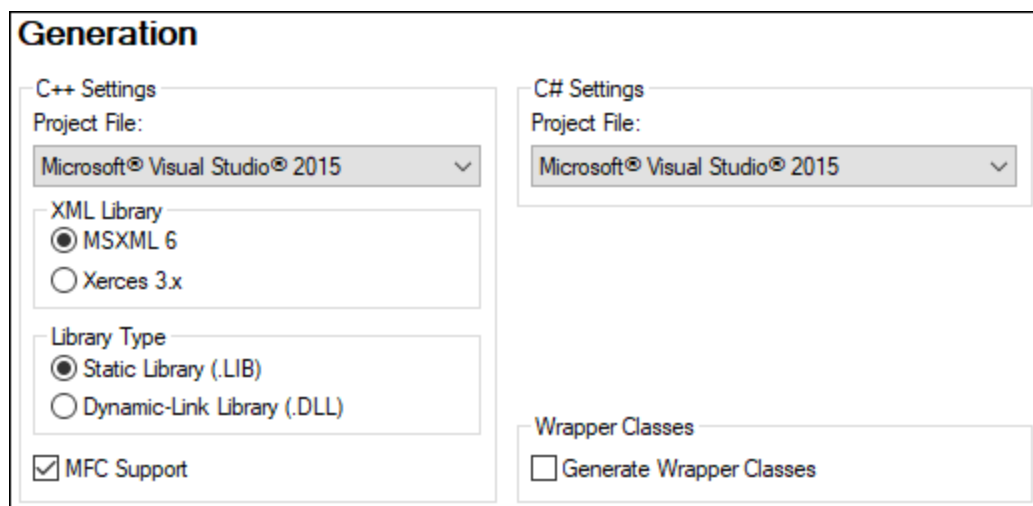 Generation
C++ Settings
Project File:
Microsoft® Visual Studio® 2015
XML Library
MSXML 6
Xerces 3.x
Library Type
Static Library (.LIB)
Dynamic-Link Library (.DLL)
MFC Support
C# Settings
Project File:
Microsoft® Visual Studio® 2015
Wrapper Classes
Generate Wrapper Classes